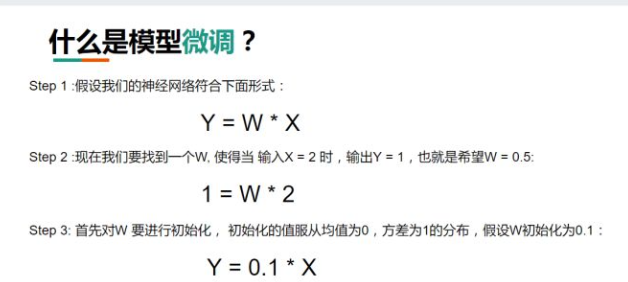 什么是模型微调？
Step 1 :假设我们的神经网络符合下面形式：
Y = W * X
Step 2 :现在我们要找到一个W, 使得当 输入X = 2 时，输出Y = 1，也就是希望W = 0.5:
1 = W * 2
Step 3: 首先对W 要进行初始化， 初始化的值服从均值为0，方差为1的分布，假设W初始化为0.1：
Y = 0.1 * X